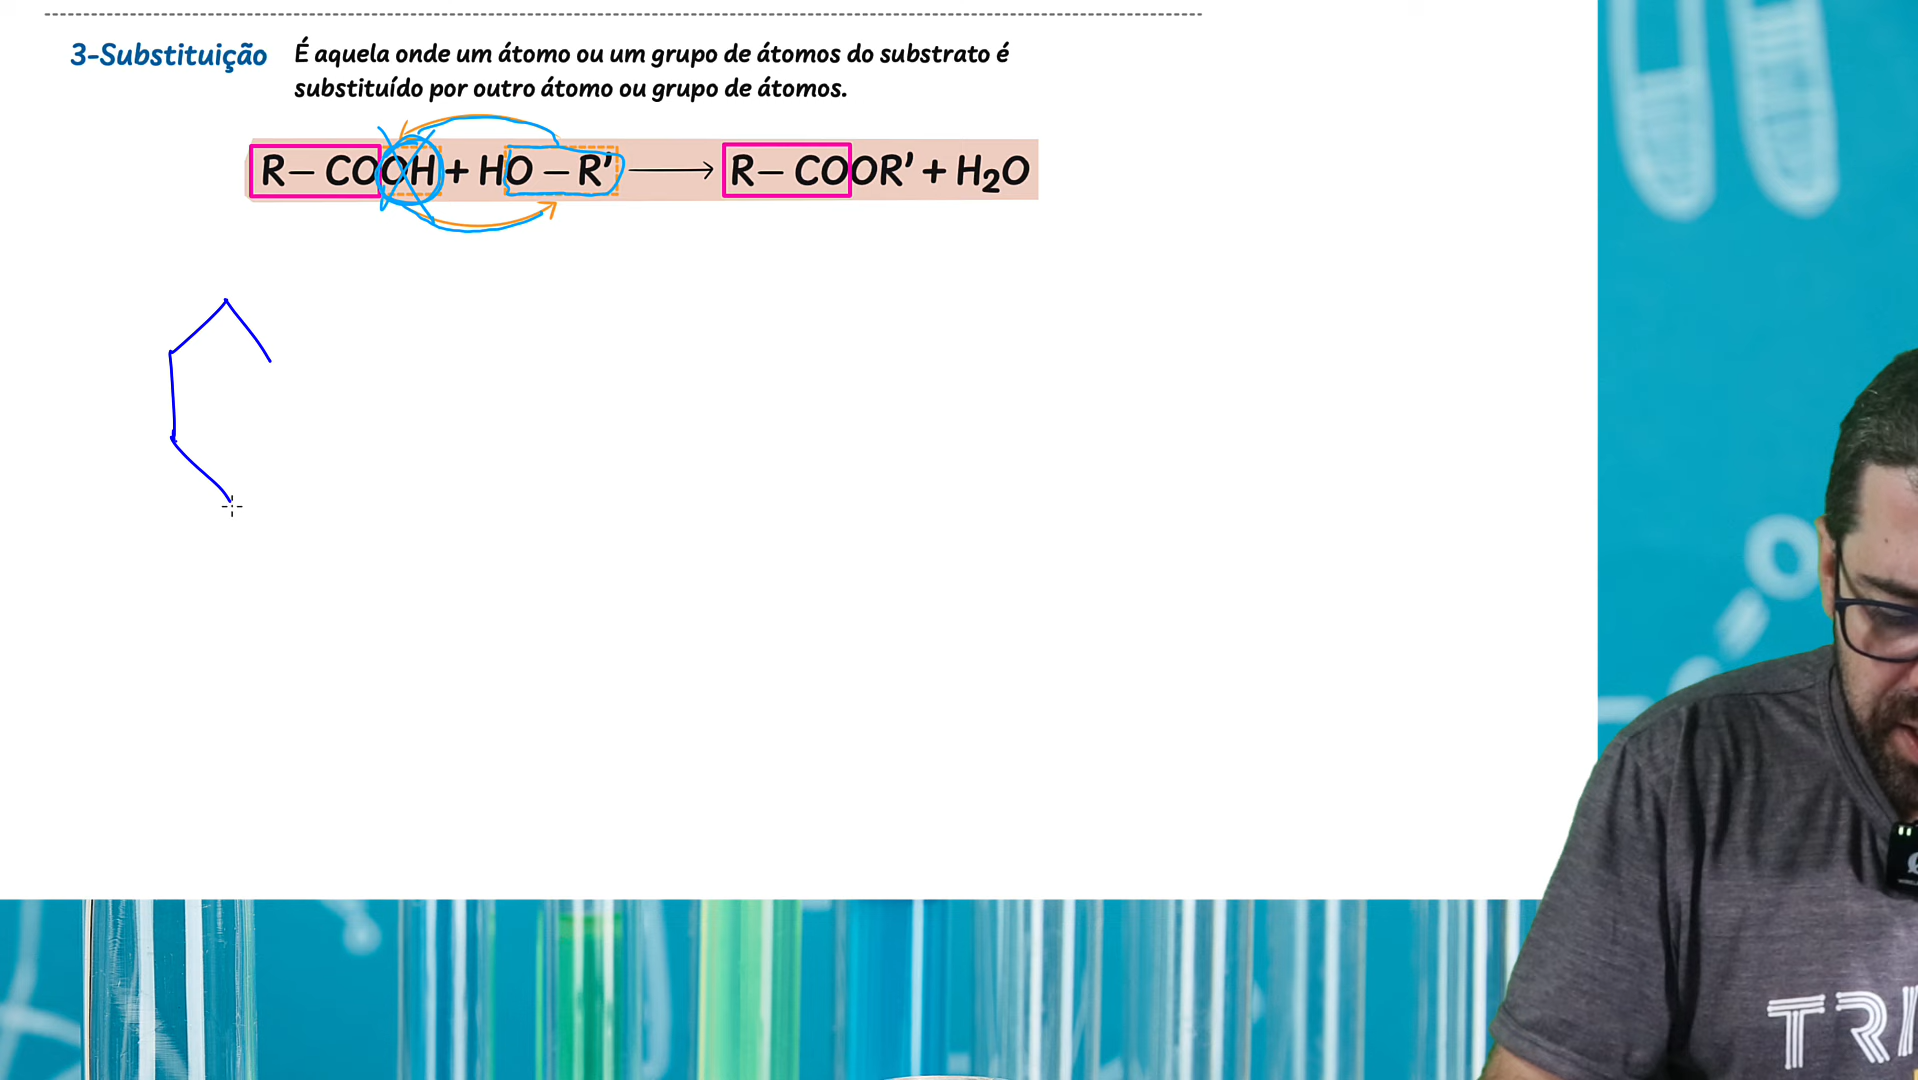 3-Substituição É aquela onde um átomo ou um grupo de átomos do substrato é
substituído por outro átomo ou grupo de átomos.
R– COOH + HO – R’ ⟶ R– COOR’ + H₂O
TRI